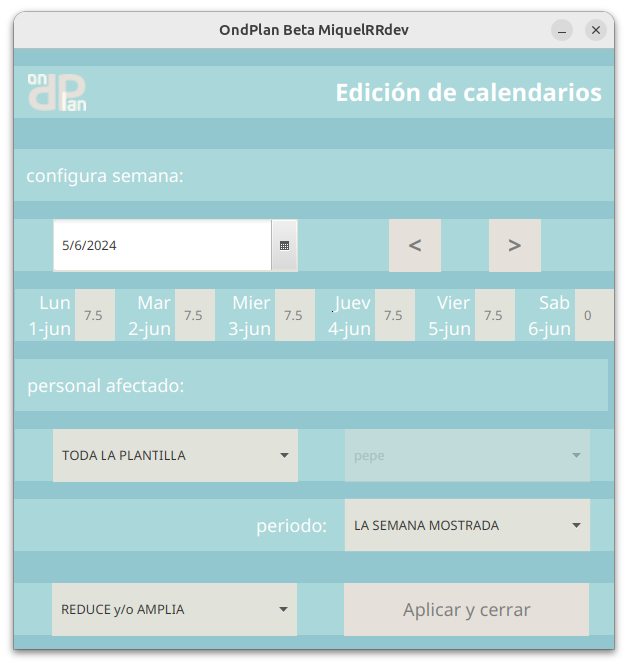 OndPlan Beta MiquelRRdev
on
dPlan
Edición de calendarios
configura semana:
5/6/2024
< >
Lun 7.5 Mar 7.5 Mier 7.5 Juev 7.5 Vier 7.5 Sab 0
1-jun 2-jun 3-jun 4-jun 5-jun 6-jun
personal afectado:
TODA LA PLANTILLA pepe
periodo: LA SEMANA MOSTRADA
REDUCE y/o AMPLIA Aplicar y cerrar